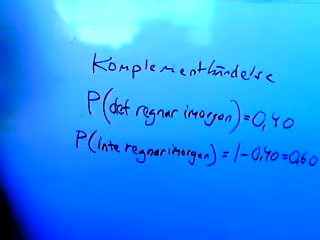 Komplementhändelse
P(det regnar imorgon)=0,40
P(inte regnar imorgon)=1-0,40=0,60